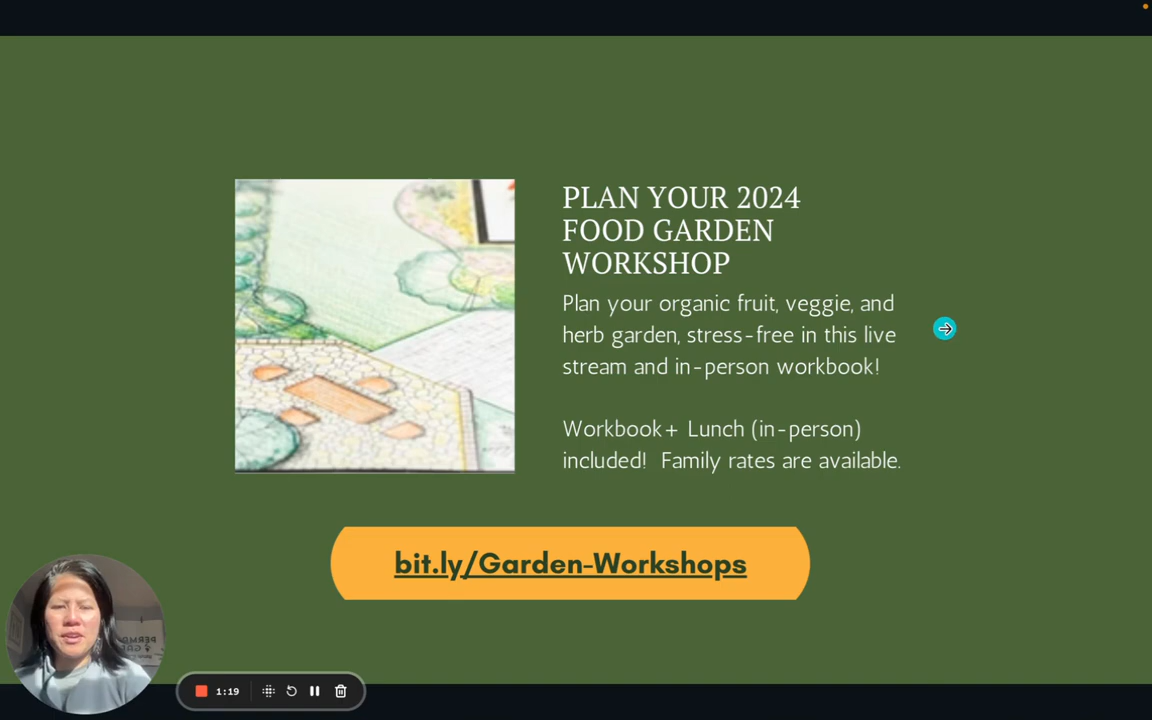 PLAN YOUR 2024
FOOD GARDEN
WORKSHOP
Plan your organic fruit, veggie, and
herb garden, stress-free in this live
stream and in-person workbook!
Workbook+ Lunch (in-person)
included! Family rates are available.
bit.ly/Garden-Workshops
1:19